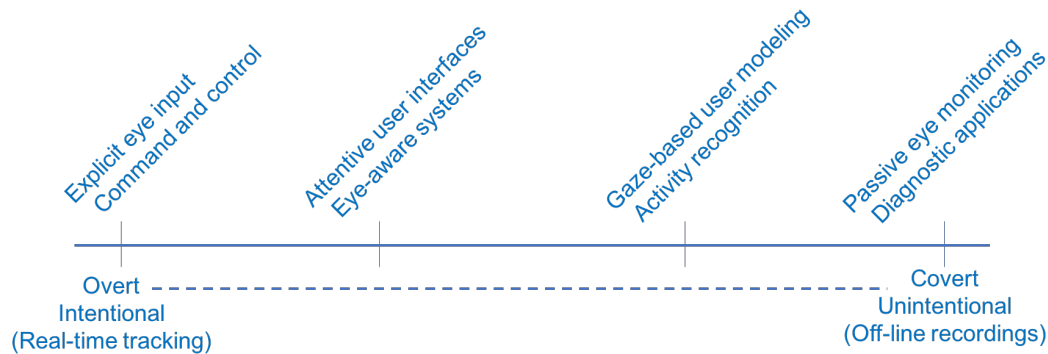 Explicit eye input
Command and control
Attentive user interfaces
Eye-aware systems
Gaze-based user modeling
Activity recognition
Passive eye monitoring
Diagnostic applications
Overt
Intentional
(Real-time tracking)
Covert
Unintentional
(Off-line recordings)